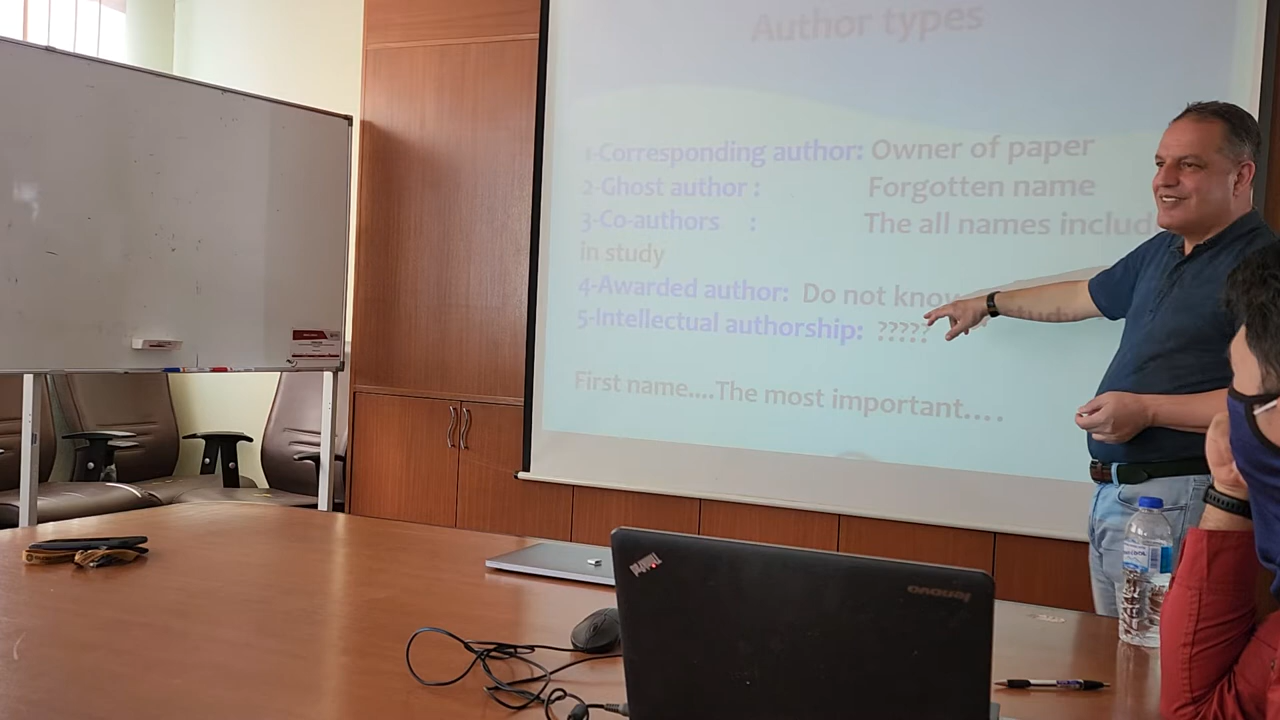 Author types
1-Corresponding author: Owner of paper
2-Ghost author : Forgotten name
3-Co-authors : The all names includ
in study
4-Awarded author: Do not know
5-Intellectual authorship: ?????
First name....The most important....
ThinkPad
lenovo